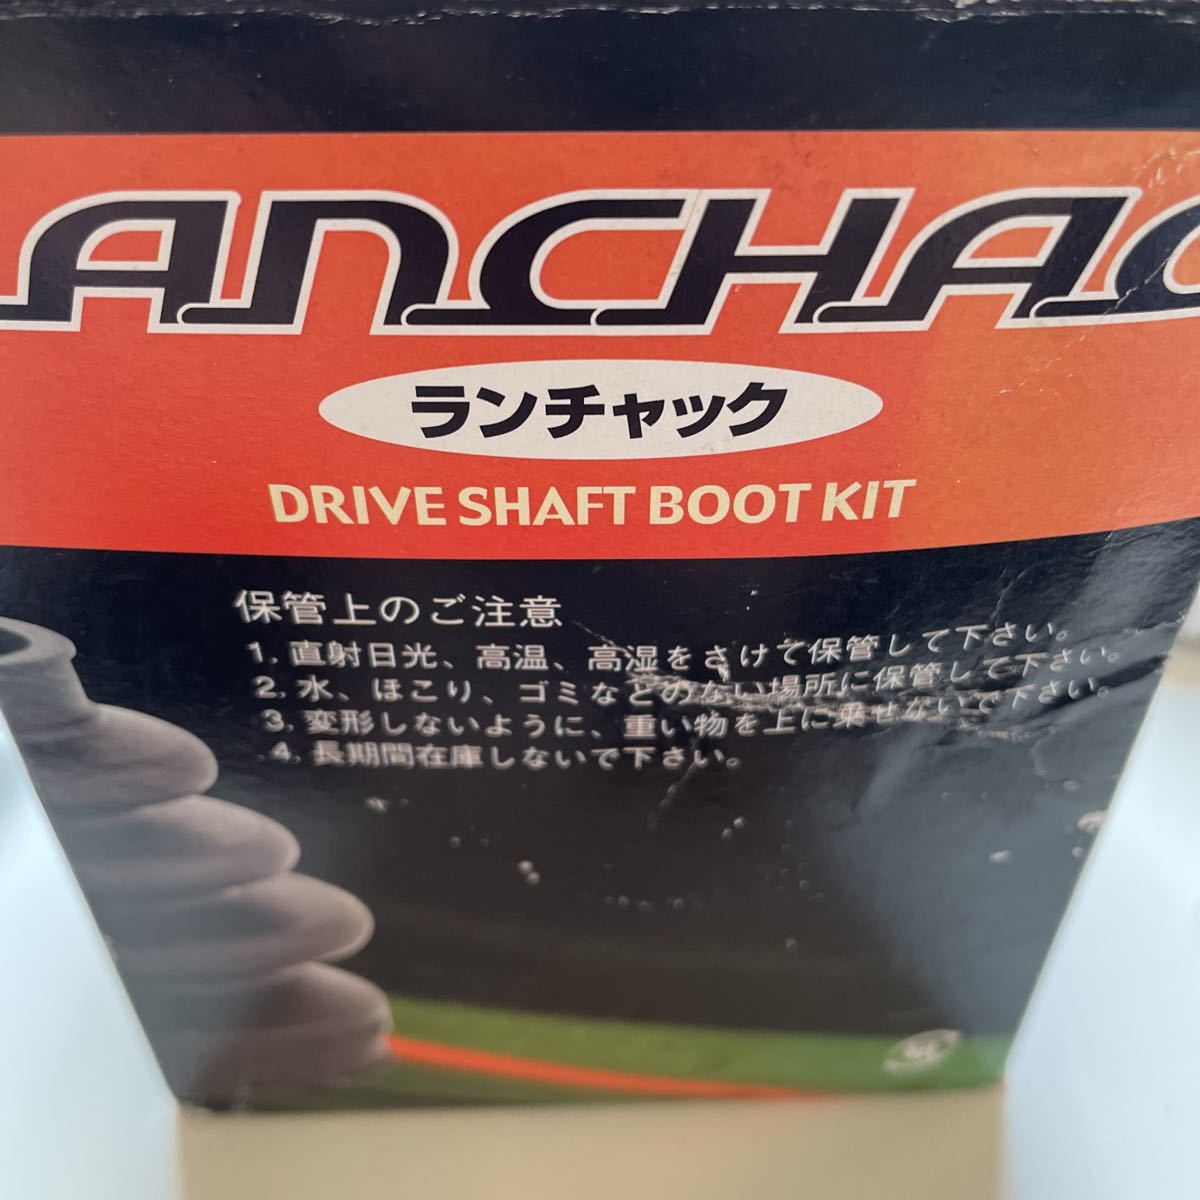 ANCHAC
ランチャック
DRIVE SHAFT BOOT KIT
保管上のご注意
1. 直射日光、高温、高湿をさけて保管して下さい。
2. 水、ほこり、ゴミなどのない場所に保管して下さい。
3. 変形しないように、重い物を上に乗せないで下さい。
4. 長期間在庫しないで下さい。